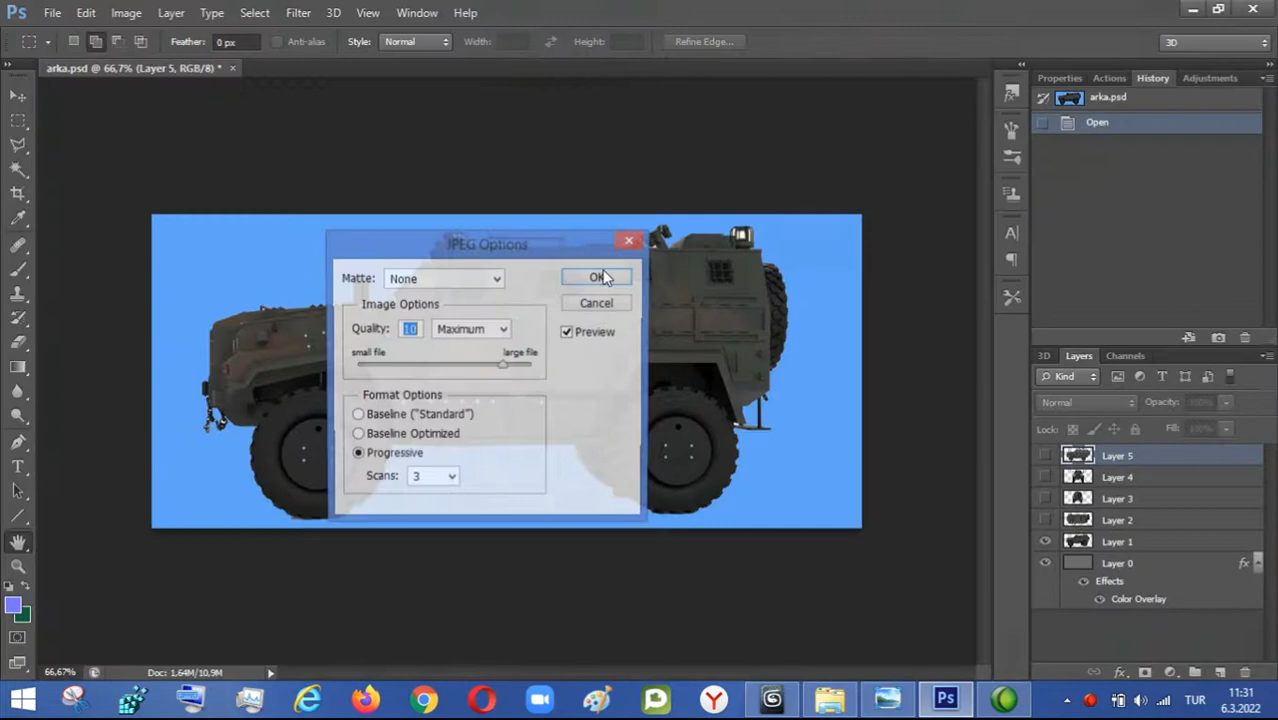 Ps File Edit Image Layer Type Select Filter 3D View Window Help
Feather: 0 px Anti-alias Style: Normal Width: Height: Refine Edge... 3D
arka.psd @ 66,7% (Layer 5, RGB/8) * ×
Properties Actions History Adjustments
arka.psd
Open
JPEG Options
Matte: None
OK
Cancel
Preview
Image Options
Quality: 10 Maximum
small file large file
Format Options
Baseline ("Standard")
Baseline Optimized
Progressive
Scans: 3
3D Layers Channels
Kind
Normal Opacity: 100%
Lock: Fill: 100%
Layer 5
Layer 4
Layer 3
Layer 2
Layer 1
Layer 0 fx
Effects
Color Overlay
66,67% Doc: 1,64M/10,9M
TUR 11:31
6.3.2022